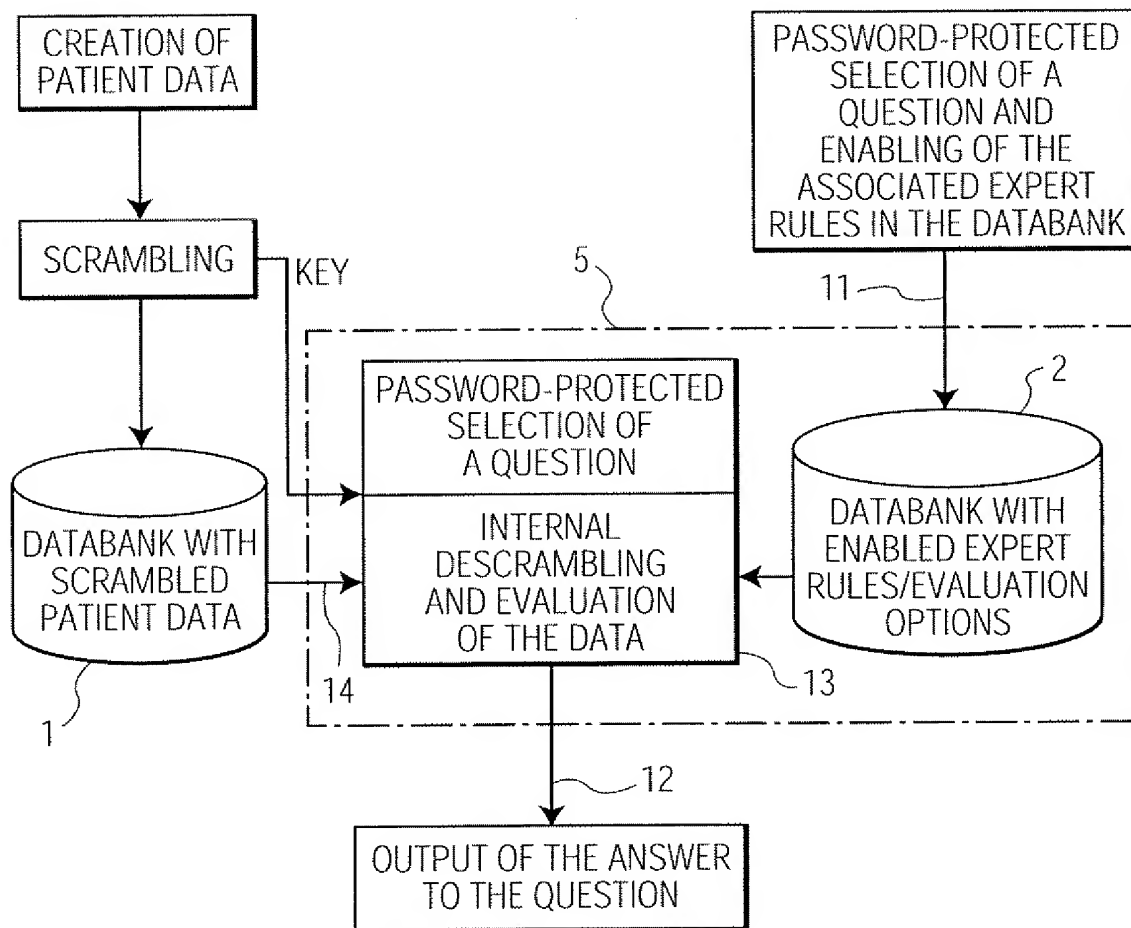 CREATION OF
PATIENT DATA
SCRAMBLING
KEY
DATABANK WITH
SCRAMBLED
PATIENT DATA
1
14
PASSWORD-PROTECTED
SELECTION OF A
QUESTION AND
ENABLING OF THE
ASSOCIATED EXPERT
RULES IN THE DATABANK
11
5
2
PASSWORD-PROTECTED
SELECTION OF
A QUESTION
INTERNAL
DESCRAMBLING
AND EVALUATION
OF THE DATA
13
DATABANK WITH
ENABLED EXPERT
RULES/EVALUATION
OPTIONS
12
OUTPUT OF THE ANSWER
TO THE QUESTION